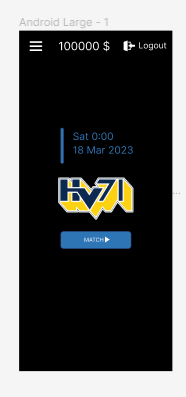 Android Large - 1
100000 $
Logout
Sat 0:00
18 Mar 2023
HV71
MATCH